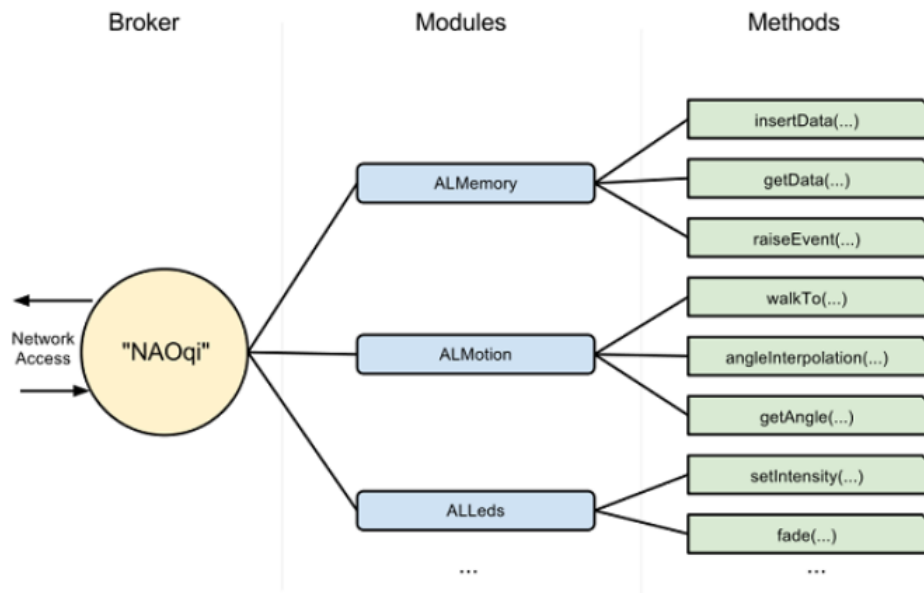 Broker
Modules
Methods
Network
Access
"NAOqi"
ALMemory
insertData(...)
getData(...)
raiseEvent(...)
ALMotion
walkTo(...)
angleInterpolation(...)
getAngle(...)
ALLeds
setIntensity(...)
fade(...)
...
...